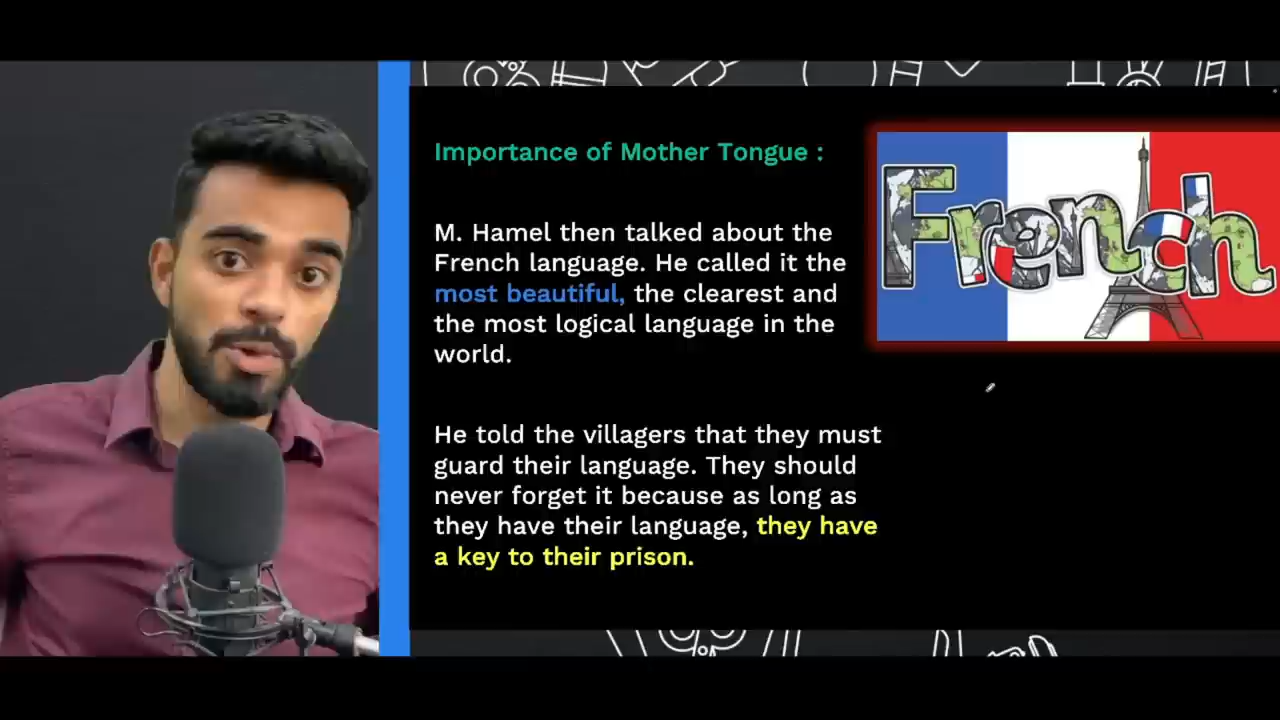 Importance of Mother Tongue :
French
M. Hamel then talked about the
French language. He called it the
most beautiful, the clearest and
the most logical language in the
world.
He told the villagers that they must
guard their language. They should
never forget it because as long as
they have their language, they have
a key to their prison.